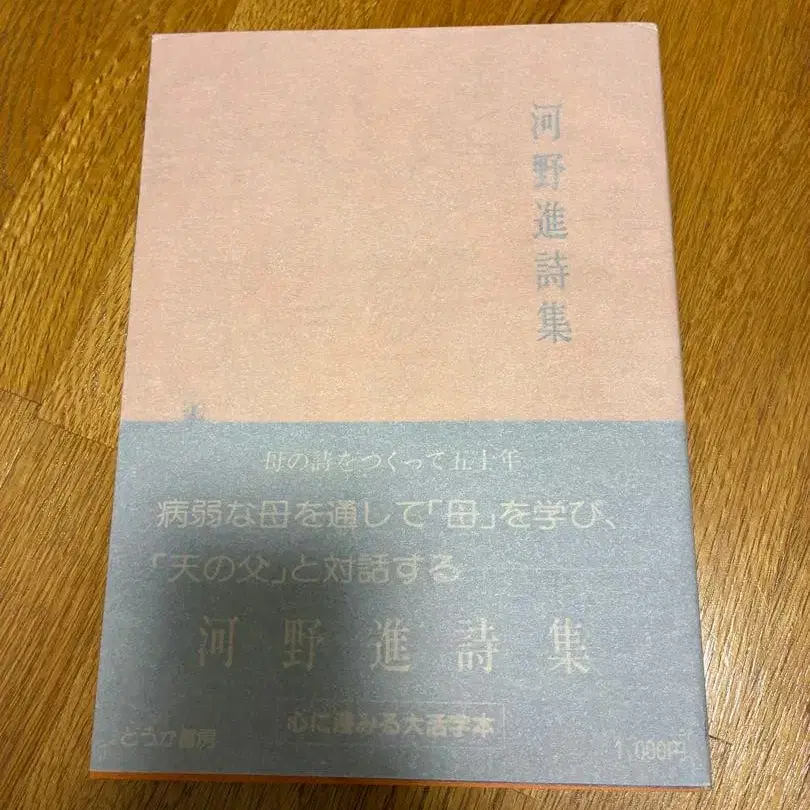 河野進詩集
母の詩をつくって五十年
病弱な母を通して「母」を学び、
「天の父」と対話する
河野進詩集
心に沁みる大活字本
1,000円